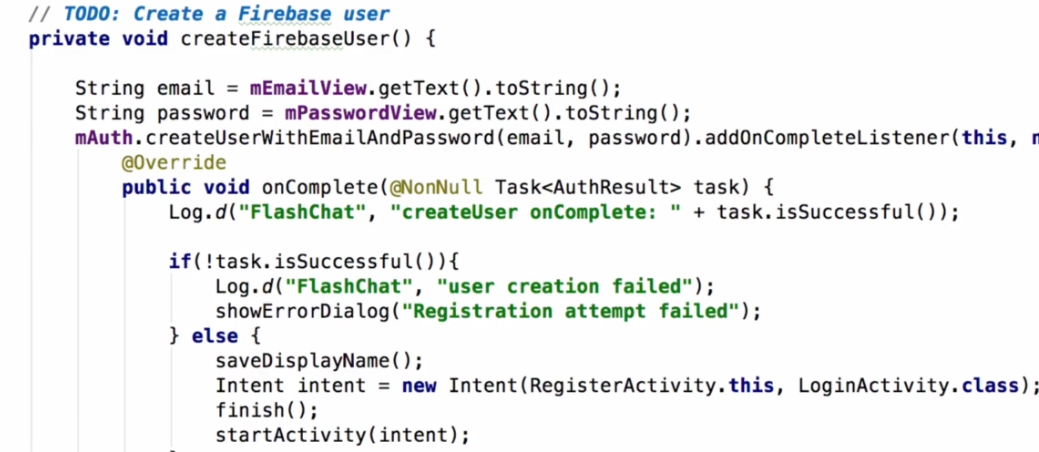 // TODO: Create a Firebase user
private void createFirebaseUser() {
String email = mEmailView.getText().toString();
String password = mPasswordView.getText().toString();
mAuth.createUserWithEmailAndPassword(email, password).addOnCompleteListener(this,
@Override
public void onComplete(@NonNull Task<AuthResult> task) {
Log.d("FlashChat", "createUser onComplete: " + task.isSuccessful());
if(!task.isSuccessful()){
Log.d("FlashChat", "user creation failed");
showErrorDialog("Registration attempt failed");
} else {
saveDisplayName();
Intent intent = new Intent(RegisterActivity.this, LoginActivity.class);
finish();
startActivity(intent);